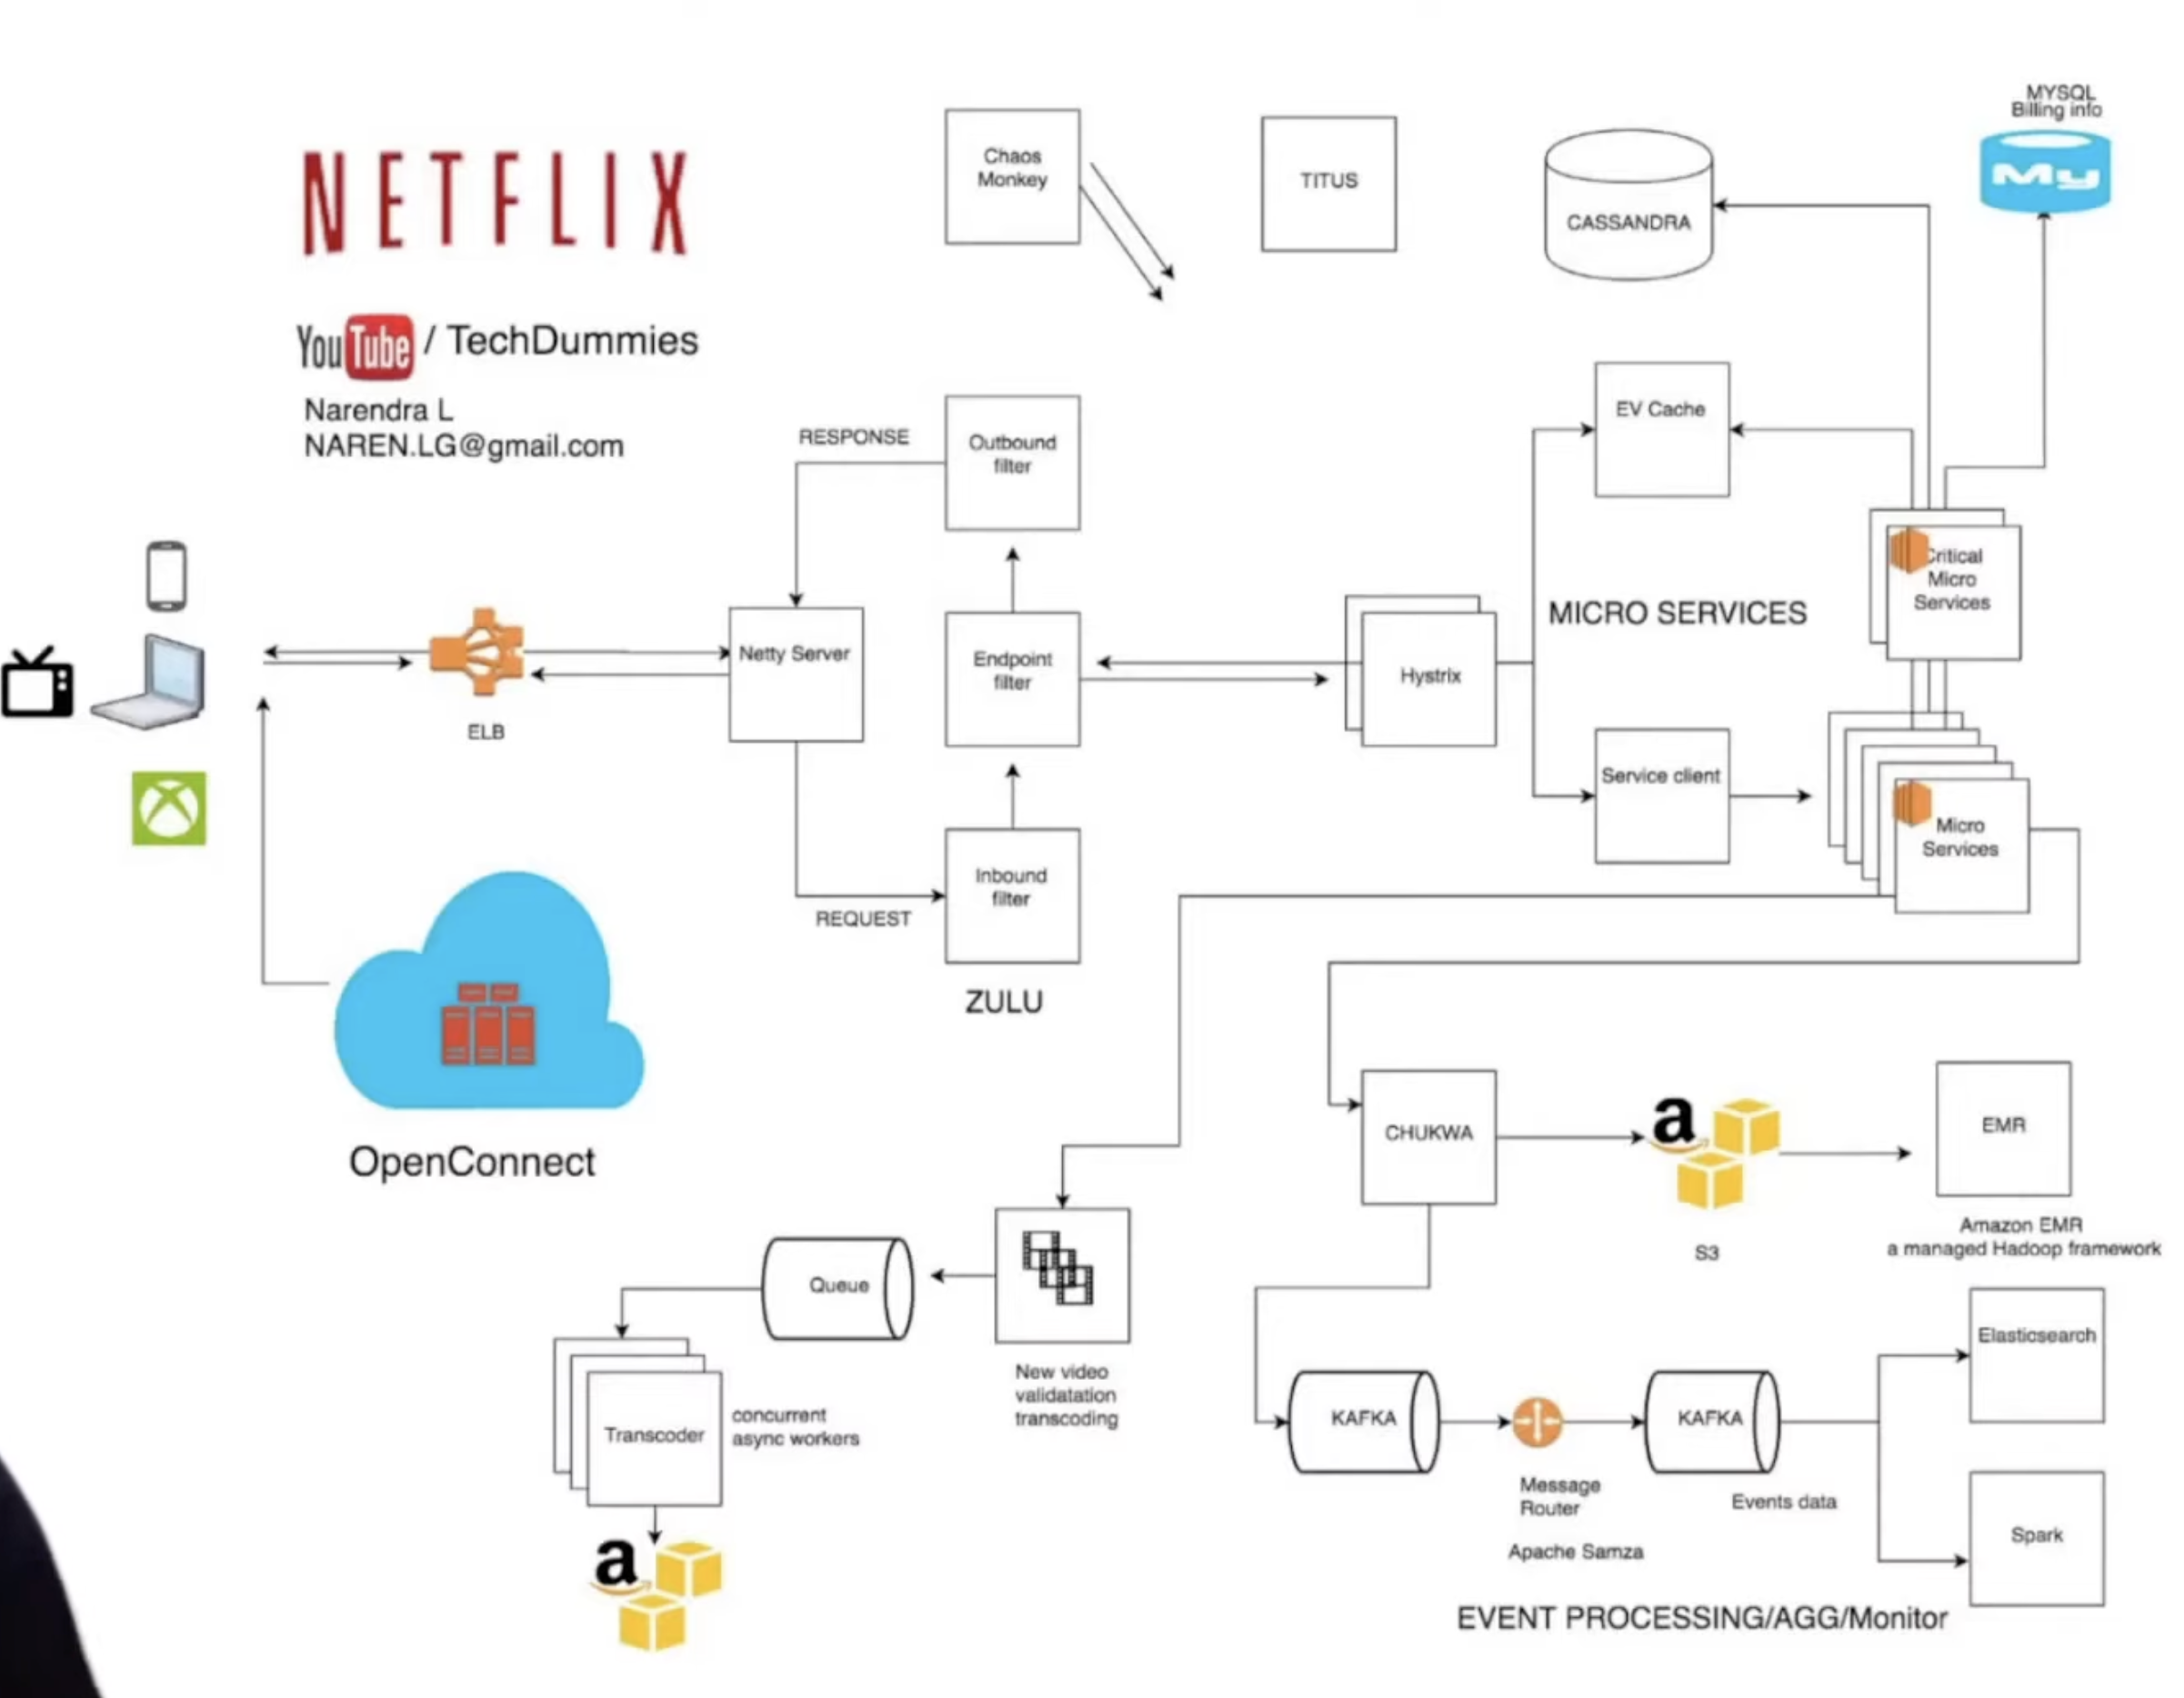 NETFLIX
YouTube / TechDummies
Narendra L
NAREN.LG@gmail.com
Chaos
Monkey
TITUS
CASSANDRA
MYSQL
Billing info
My
RESPONSE
Outbound
filter
EV Cache
Critical
Micro
Services
MICRO SERVICES
ELB
Netty Server
Endpoint
filter
Hystrix
Service client
Micro
Services
REQUEST
Inbound
filter
ZULU
OpenConnect
CHUKWA
a
S3
EMR
Amazon EMR
a managed Hadoop framework
Queue
New video
validatation
transcoding
Transcoder
concurrent
async workers
a
KAFKA
Message
Router
Apache Samza
KAFKA
Events data
Elasticsearch
Spark
EVENT PROCESSING/AGG/Monitor